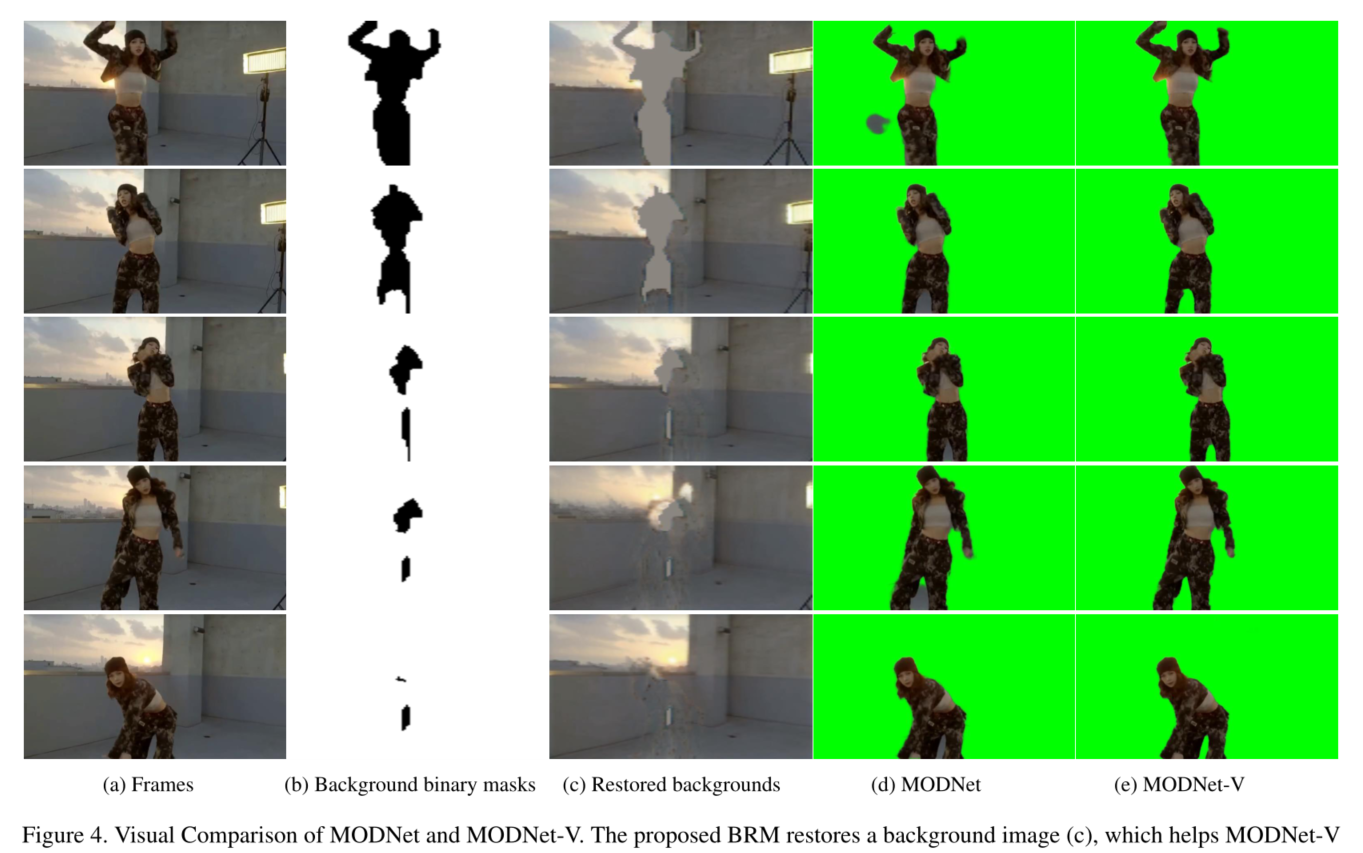 (a) Frames (b) Background binary masks (c) Restored backgrounds (d) MODNet (e) MODNet-V
Figure 4. Visual Comparison of MODNet and MODNet-V. The proposed BRM restores a background image (c), which helps MODNet-V